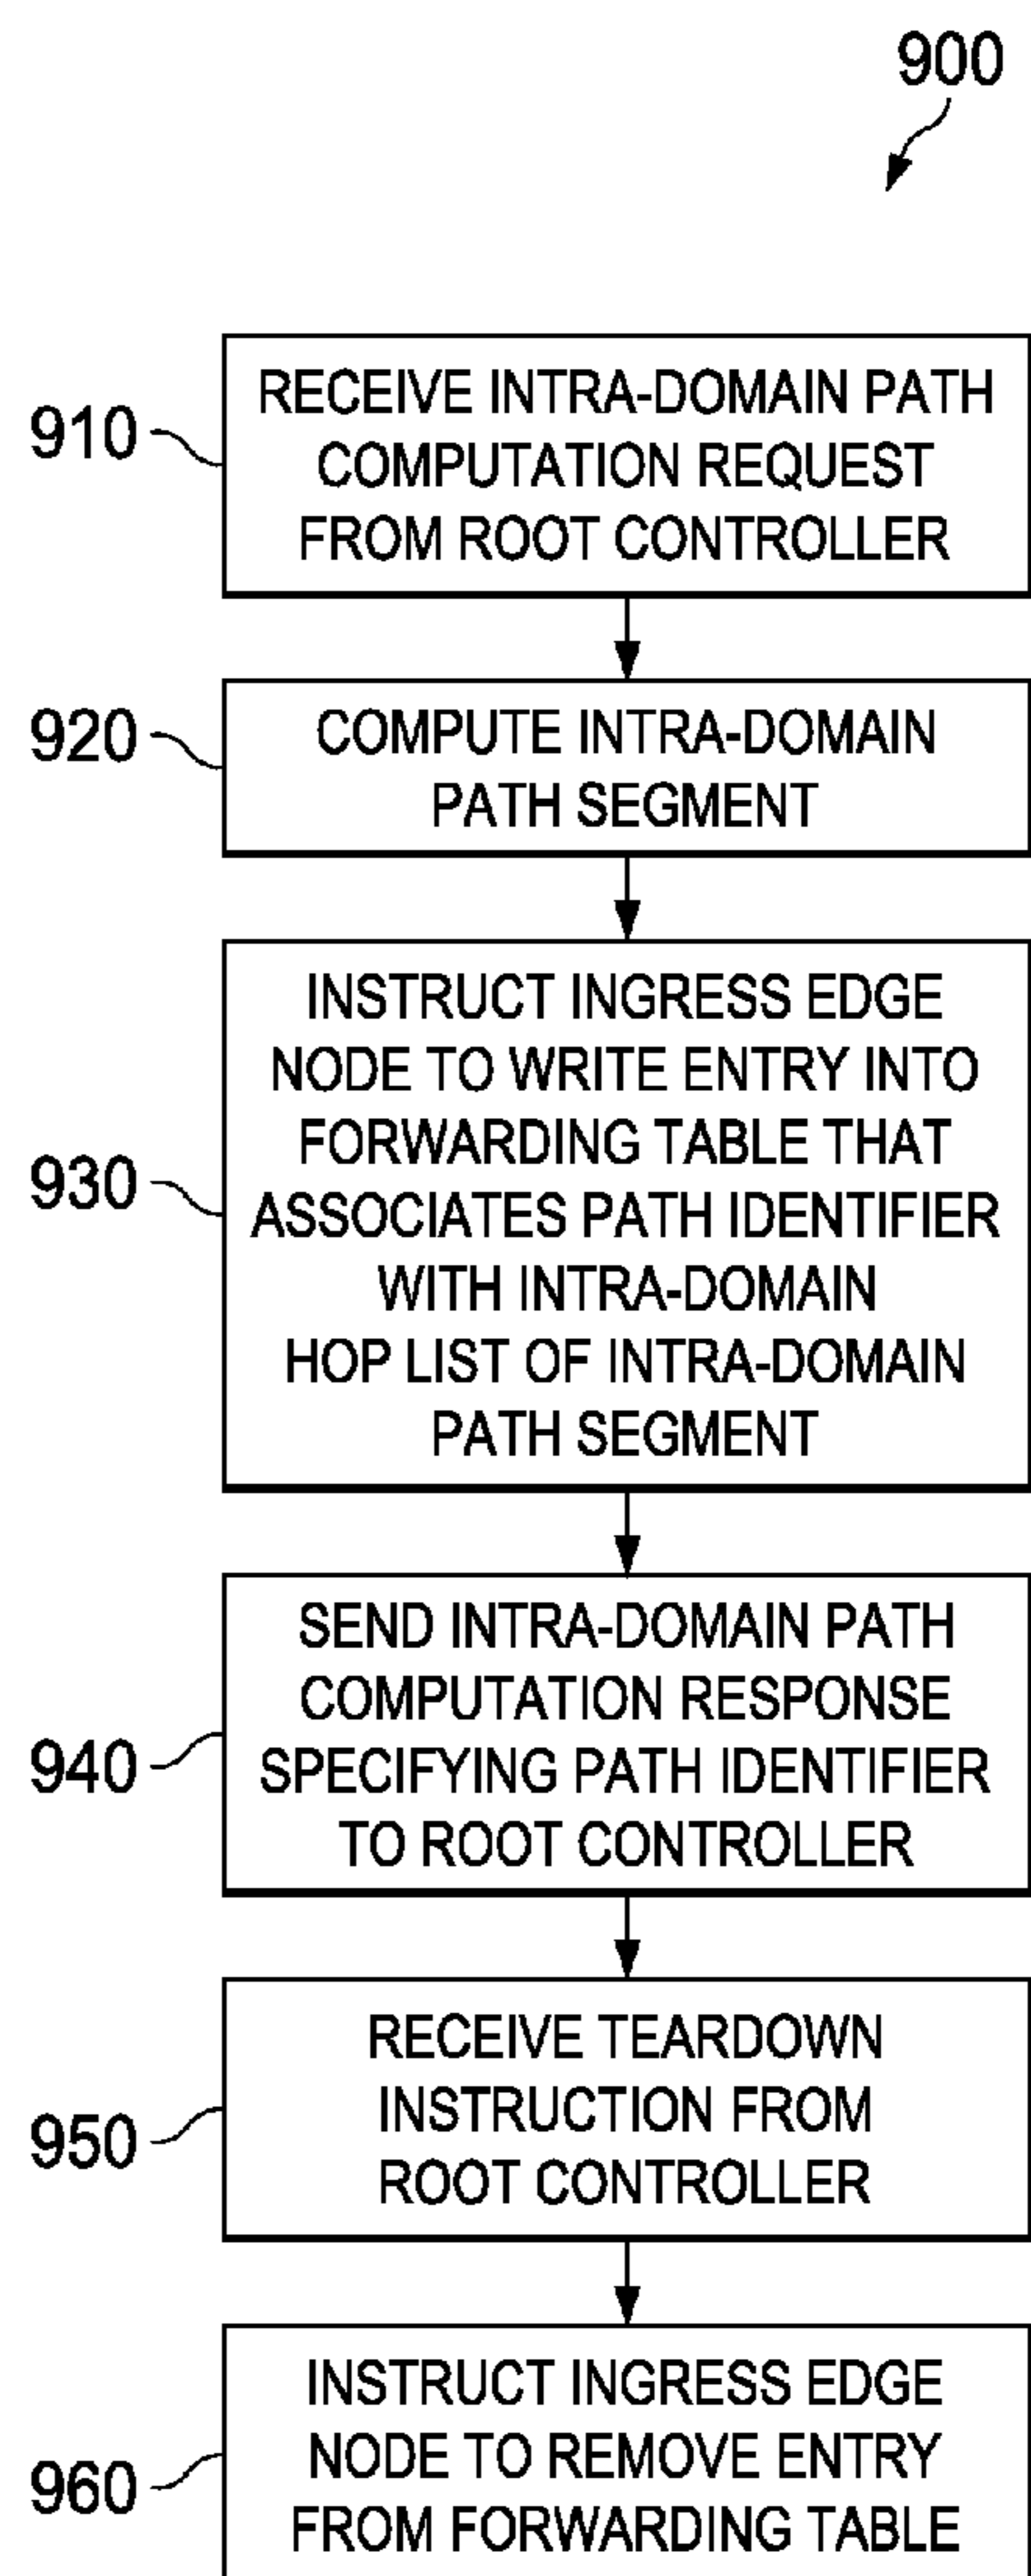 900
910
RECEIVE INTRA-DOMAIN PATH
COMPUTATION REQUEST
FROM ROOT CONTROLLER
920
COMPUTE INTRA-DOMAIN
PATH SEGMENT
930
INSTRUCT INGRESS EDGE
NODE TO WRITE ENTRY INTO
FORWARDING TABLE THAT
ASSOCIATES PATH IDENTIFIER
WITH INTRA-DOMAIN
HOP LIST OF INTRA-DOMAIN
PATH SEGMENT
940
SEND INTRA-DOMAIN PATH
COMPUTATION RESPONSE
SPECIFYING PATH IDENTIFIER
TO ROOT CONTROLLER
950
RECEIVE TEARDOWN
INSTRUCTION FROM
ROOT CONTROLLER
960
INSTRUCT INGRESS EDGE
NODE TO REMOVE ENTRY
FROM FORWARDING TABLE